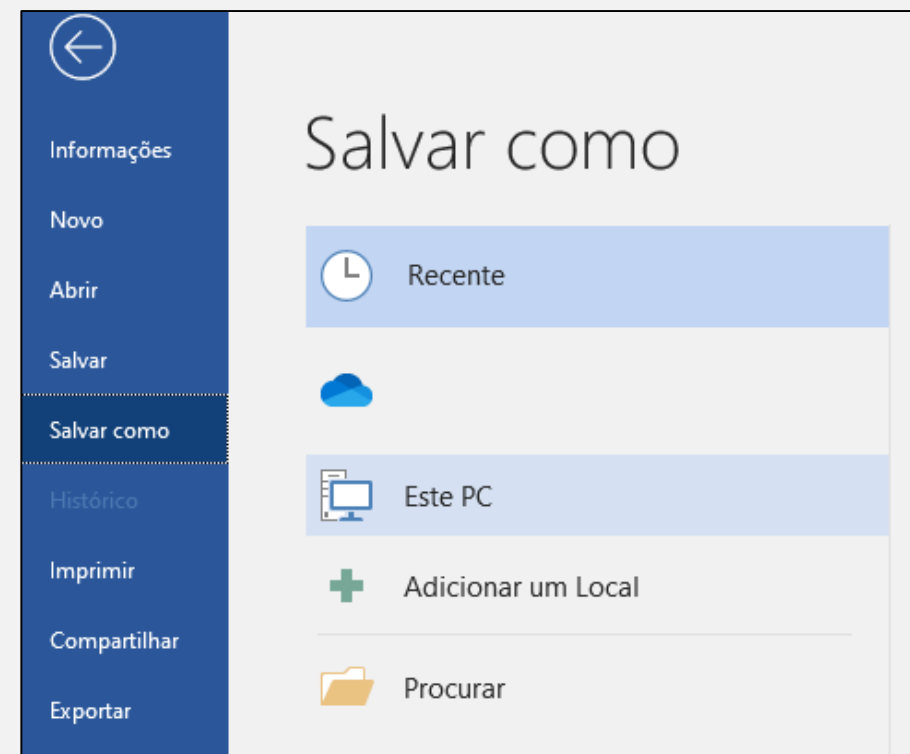 Informações
Novo
Abrir
Salvar
Salvar como
Histórico
Imprimir
Compartilhar
Exportar
Salvar como
Recente
Este PC
Adicionar um Local
Procurar